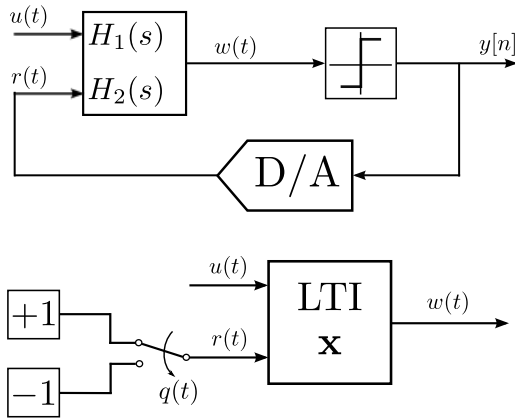 u(t)
H₁(s)
w(t)
y[n]
r(t)
H₂(s)
D/A
u(t)
LTI
w(t)
+1
r(t)
x
−1
q(t)